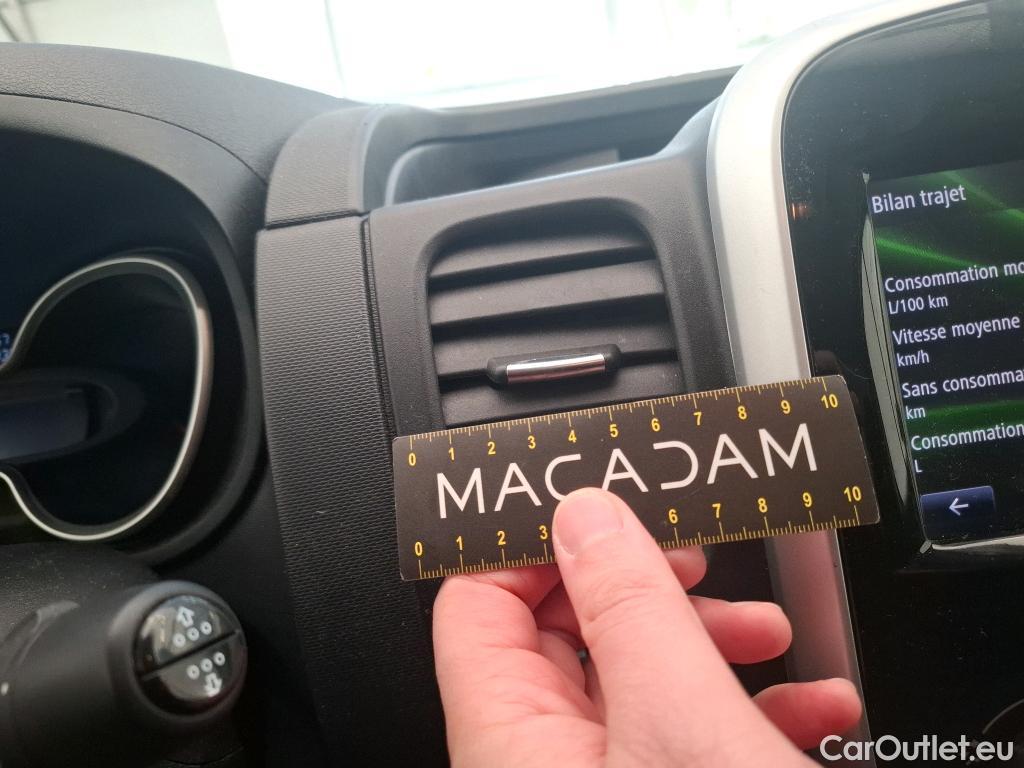 Bilan trajet
Consommation mo
L/100 km
Vitesse moyenne
km/h
Sans consomma
km
Consommation
L
0 1 2 3 4 5 6 7 8 9 10
MACADAM
0 1 2 3 6 7 8 9 10
CarOutlet.eu